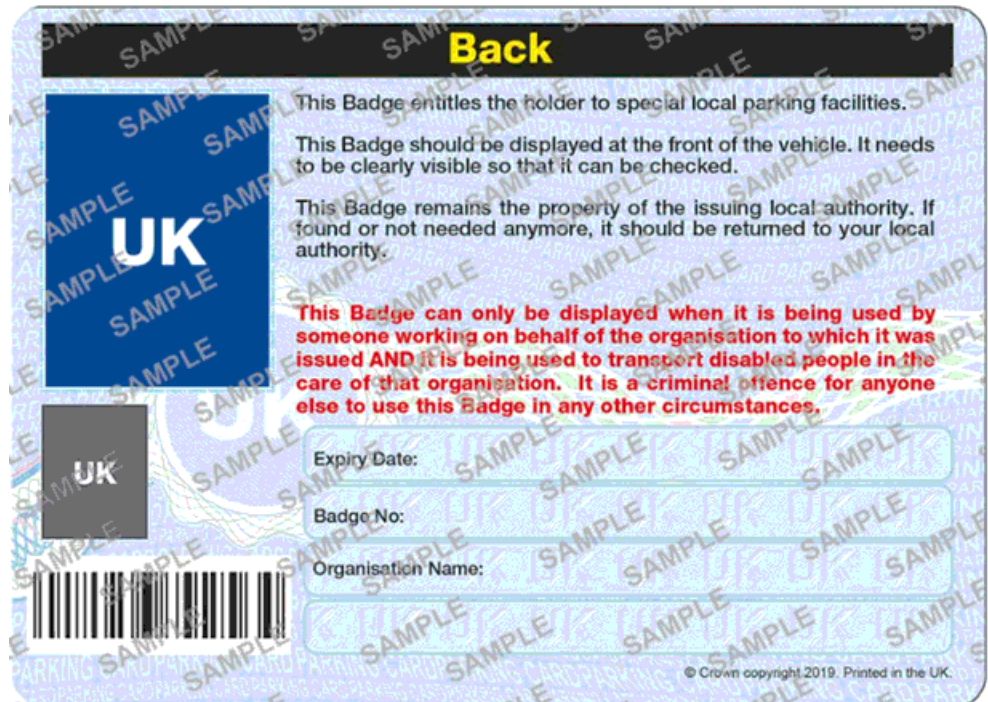 Back
This Badge entitles the holder to special local parking facilities.
This Badge should be displayed at the front of the vehicle. It needs
to be clearly visible so that it can be checked.
This Badge remains the property of the issuing local authority. If
found or not needed anymore, it should be returned to your local
authority.
UK
This Badge can only be displayed when it is being used by
someone working on behalf of the organisation to which it was
issued AND it is being used to transport disabled people in the
care of that organisation. It is a criminal offence for anyone
else to use this Badge in any other circumstances.
UK
UK
Expiry Date:
Badge No:
Organisation Name:
© Crown copyright 2019. Printed in the UK.
SAMPLE